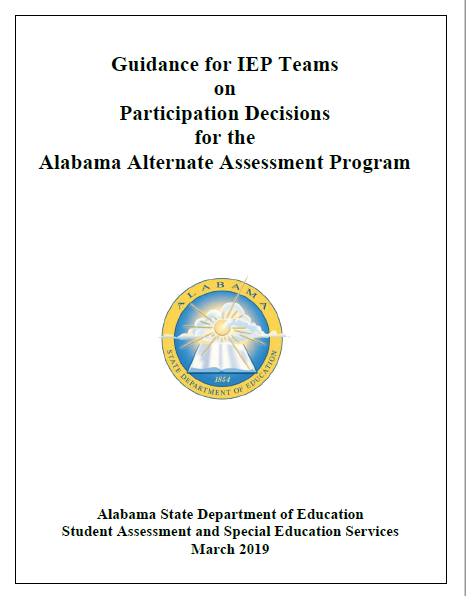 Guidance for IEP Teams
on
Participation Decisions
for the
Alabama Alternate Assessment Program
ALABAMA
1854
STATE DEPARTMENT OF EDUCATION
Alabama State Department of Education
Student Assessment and Special Education Services
March 2019